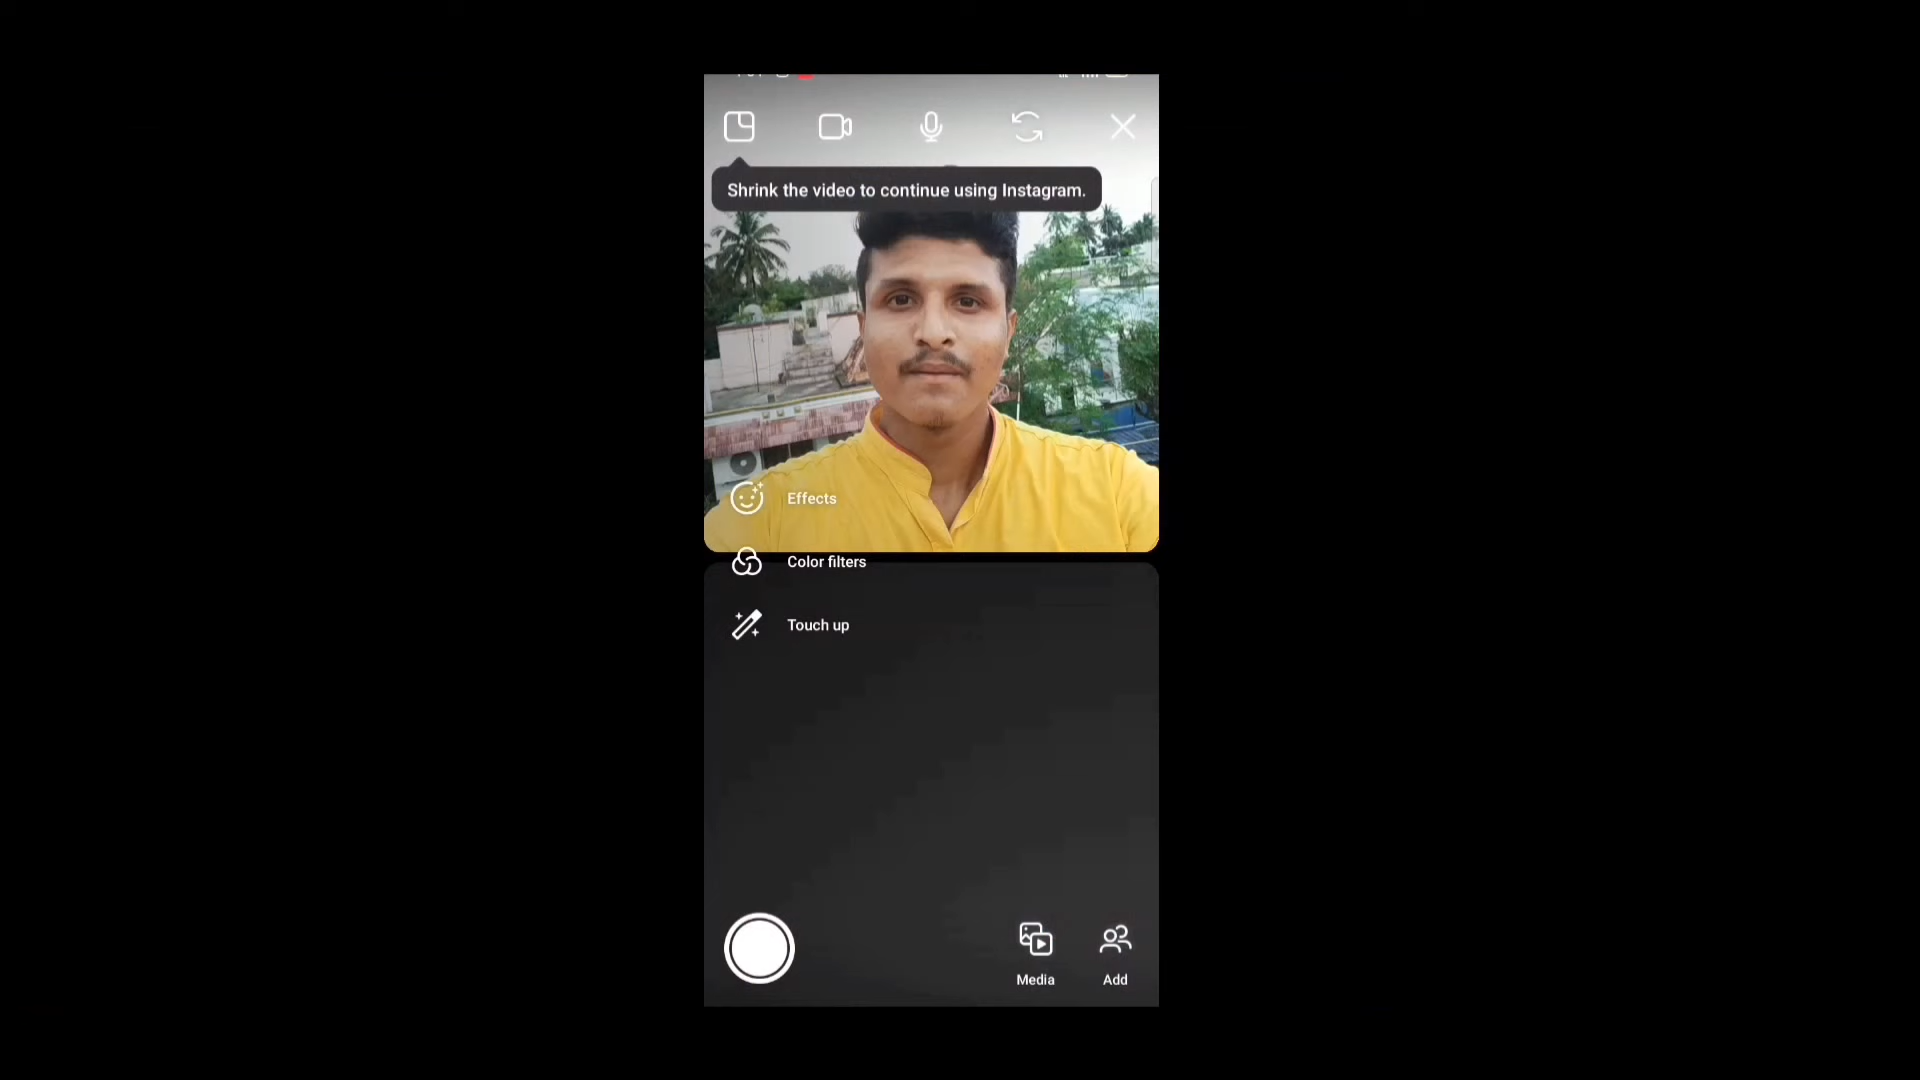 Shrink the video to continue using Instagram.
Effects
Color filters
Touch up
Media
Add